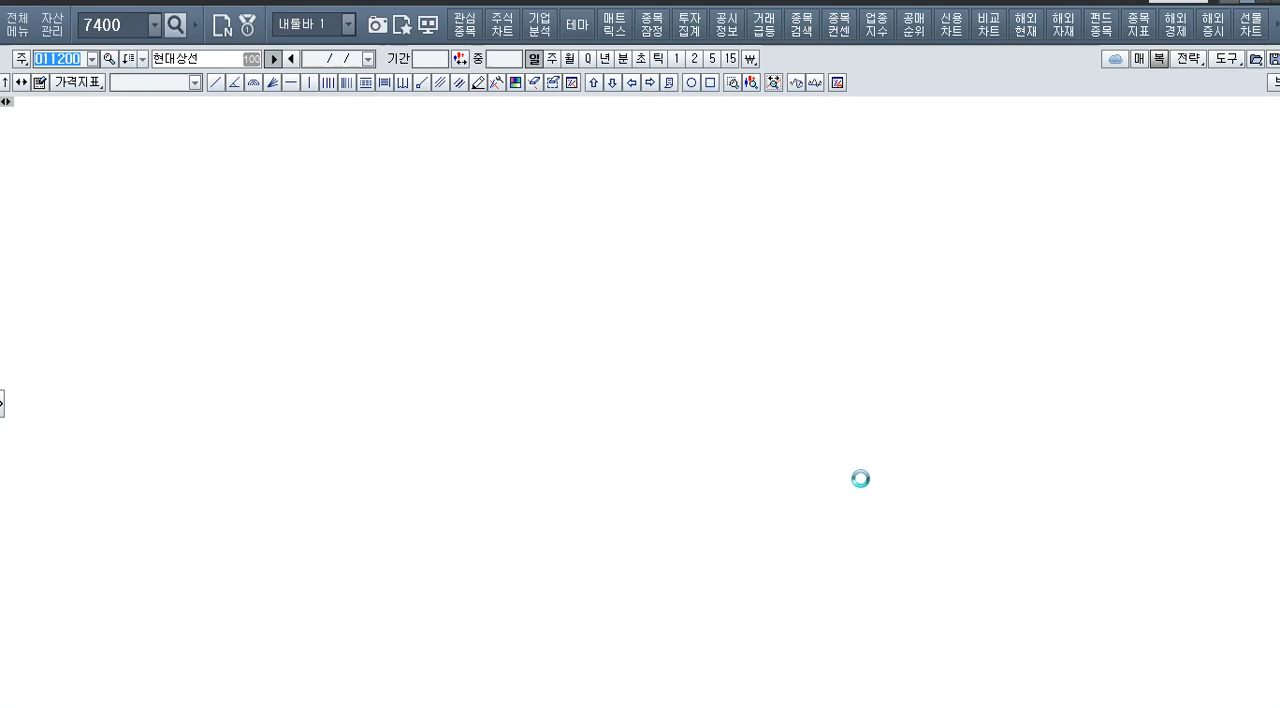 전체 자산 관심 주식 기업 매트 종목 투자 공시 거래 종목 종목 업종 공매 신용 비교 해외 해외 펀드 종목 해외 해외 선물
7400 내툴바 1 테마
메뉴 관리 종목 차트 분석 릭스 잠정 집계 정보 급등 검색 컨센 지수 순위 차트 차트 현재 자재 종목 지표 경제 증시 차트
주 011200 현대상선 100 / / 기간 중 일 주 월 Q 년 분 초 틱 1 2 5 15 ₩ 매 복 전략 도구
가격지표